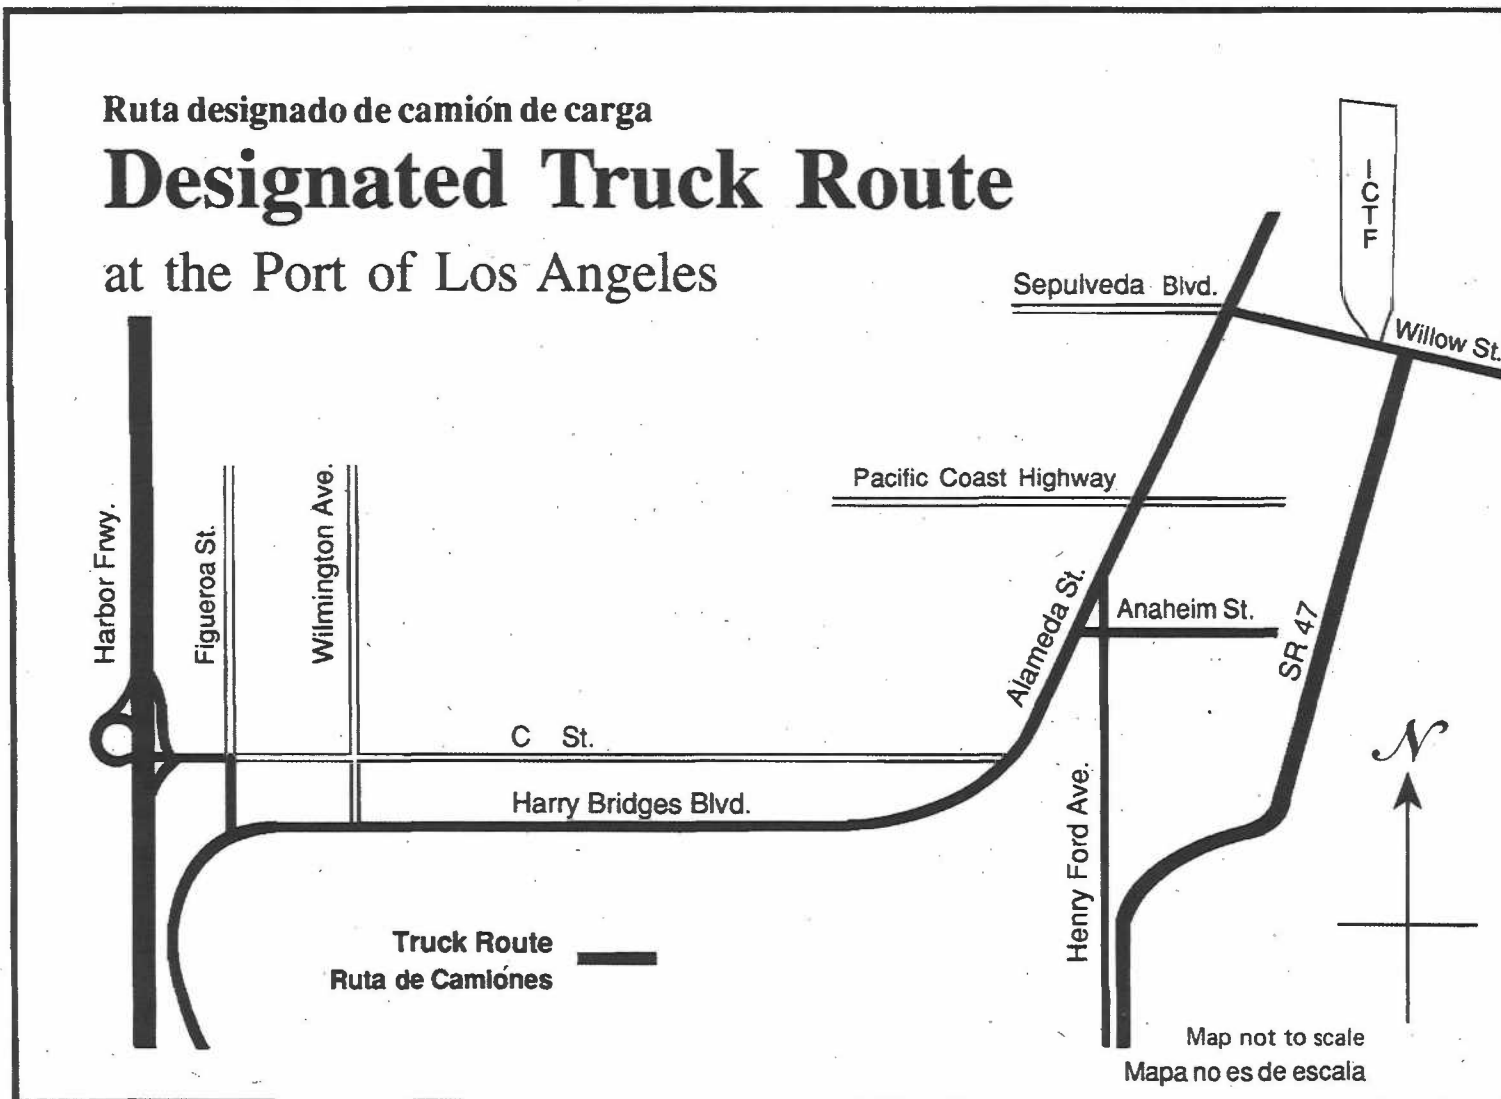 Ruta designado de camión de carga
Designated Truck Route
at the Port of Los Angeles
ICTF
Sepulveda Blvd.
Willow St.
Pacific Coast Highway
Harbor Frwy.
Figueroa St.
Wilmington Ave.
Alameda St.
Anaheim St.
SR 47
C St.
Harry Bridges Blvd.
Henry Ford Ave.
N
Truck Route
Ruta de Camiónes
Map not to scale
Mapa no es de escala